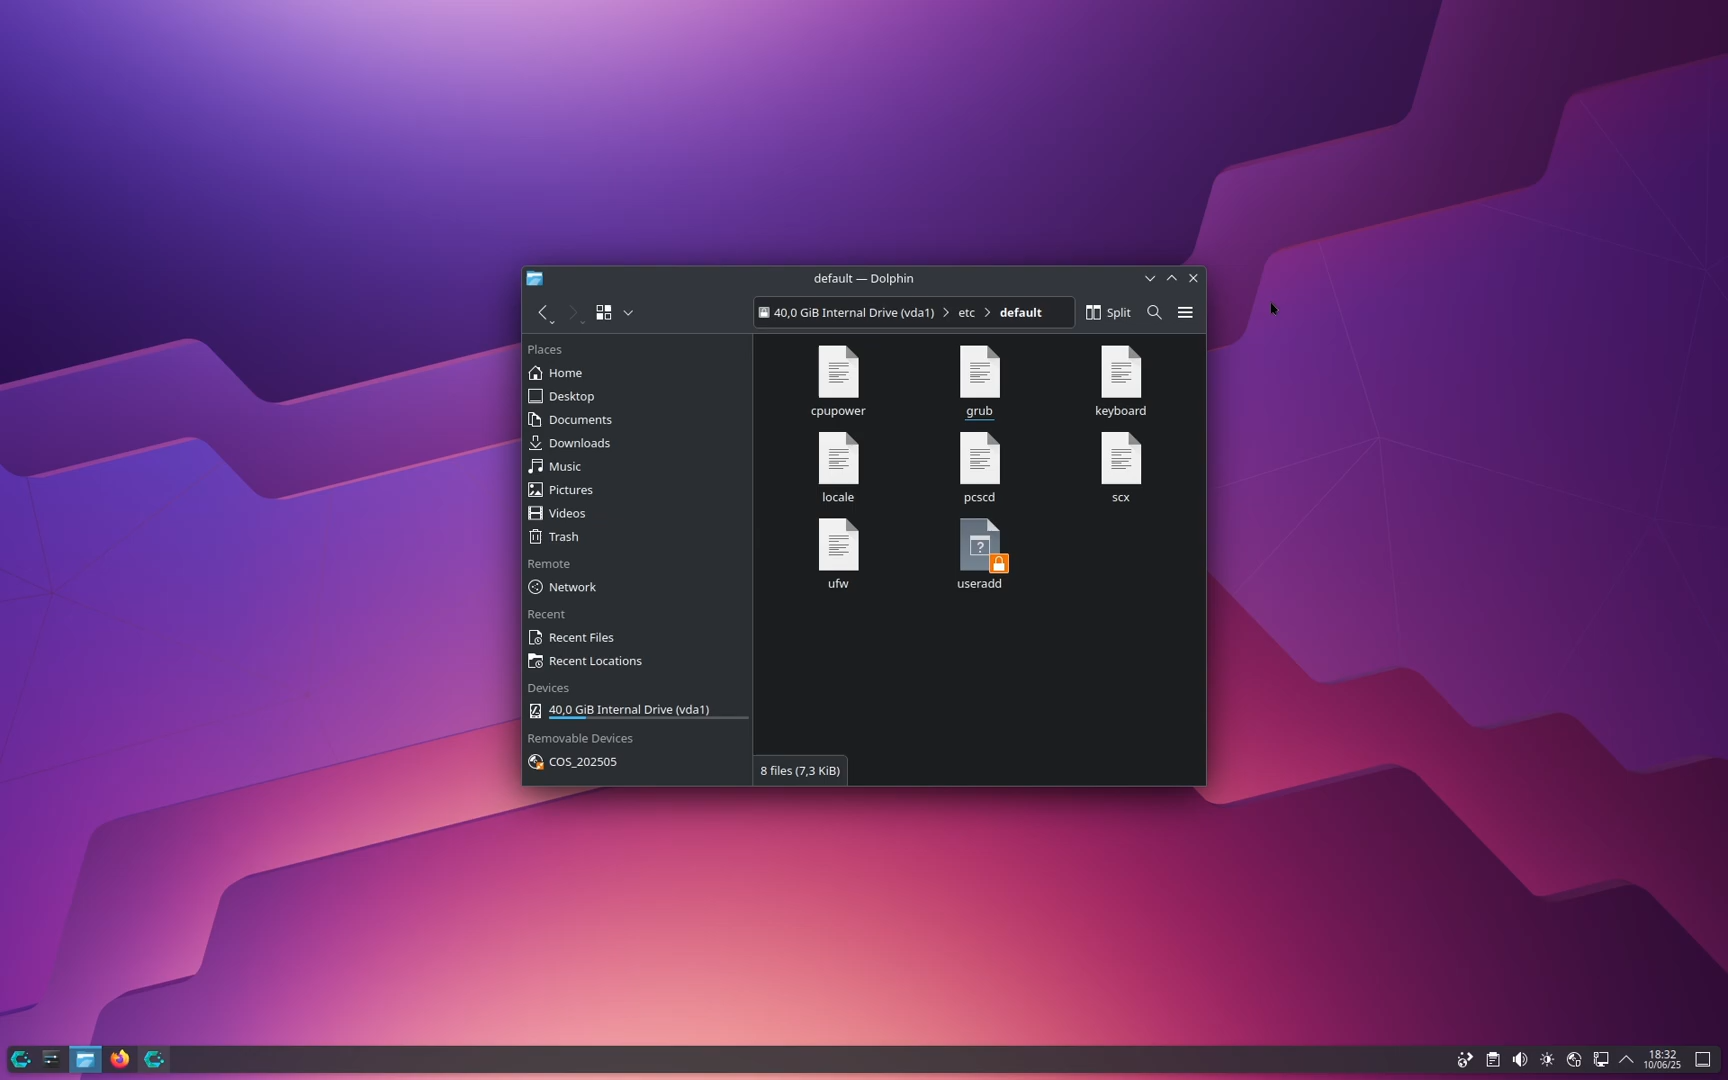 default — Dolphin
40,0 GiB Internal Drive (vda1) > etc > default
Split
Places
Home
Desktop
Documents
Downloads
Music
Pictures
Videos
Trash
Remote
Network
Recent
Recent Files
Recent Locations
Devices
40,0 GiB Internal Drive (vda1)
Removable Devices
COS_202505
cpupower
grub
keyboard
locale
pcscd
scx
ufw
?
useradd
8 files (7,3 KiB)
18:32
10/06/25